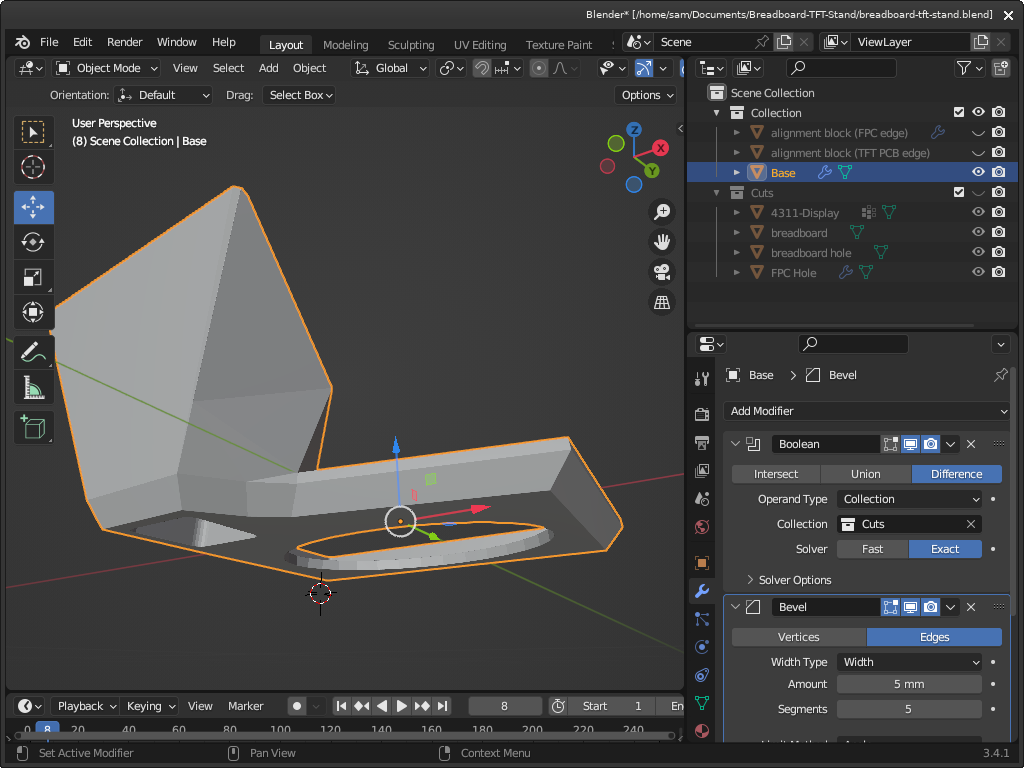 Blender* [/home/sam/Documents/Breadboard-TFT-Stand/breadboard-tft-stand.blend]
File Edit Render Window Help Layout Modeling Sculpting UV Editing Texture Paint Scene ViewLayer
Object Mode View Select Add Object Global
Orientation: Default Drag: Select Box Options
User Perspective
(8) Scene Collection | Base
Z
X
Y
Scene Collection
Collection
alignment block (FPC edge)
alignment block (TFT PCB edge)
Base
Cuts
4311-Display
breadboard
breadboard hole
FPC Hole
Base > Bevel
Add Modifier
Boolean
Intersect Union Difference
Operand Type Collection
Collection Cuts
Solver Fast Exact
Solver Options
Bevel
Vertices Edges
Width Type Width
Amount 5 mm
Segments 5
Playback Keying View Marker 8 Start 1 En
0 8 20 40 60 80 100 120 140 160 180 200 220 240
Set Active Modifier Pan View Context Menu 3.4.1